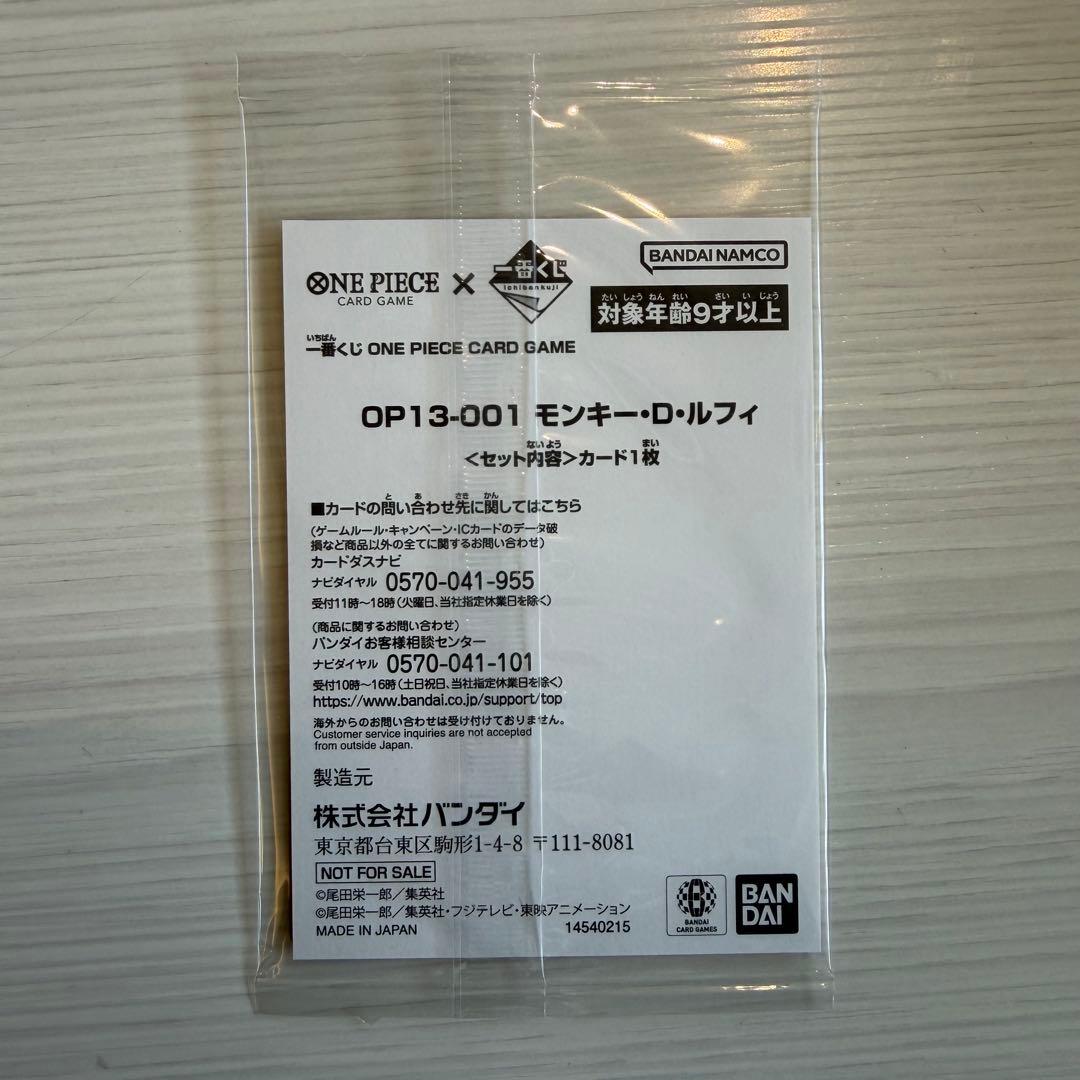 ONE PIECE
CARD GAME
×
一番くじ
ichibankuji
BANDAI NAMCO
たいしょうねんれい さい いじょう
対象年齢9才以上
いちばん
一番くじ ONE PIECE CARD GAME
OP13-001 モンキー・D・ルフィ
ないよう まい
<セット内容>カード1枚
と あ さき かん
■カードの問い合わせ先に関してはこちら
(ゲームルール・キャンペーン・ICカードのデータ破
損など商品以外の全てに関するお問い合わせ)
カードダスナビ
ナビダイヤル 0570-041-955
受付11時～18時(火曜日、当社指定休業日を除く)
(商品に関するお問い合わせ)
バンダイお客様相談センター
ナビダイヤル 0570-041-101
受付10時～16時(土日祝日、当社指定休業日を除く)
https://www.bandai.co.jp/support/top
海外からのお問い合わせは受け付けておりません。
Customer service inquiries are not accepted
from outside Japan.
製造元
株式会社バンダイ
東京都台東区駒形1-4-8 〒111-8081
NOT FOR SALE
©尾田栄一郎／集英社
©尾田栄一郎／集英社・フジテレビ・東映アニメーション
MADE IN JAPAN
14540215
BANDAI
CARD GAMES
BAN
DAI